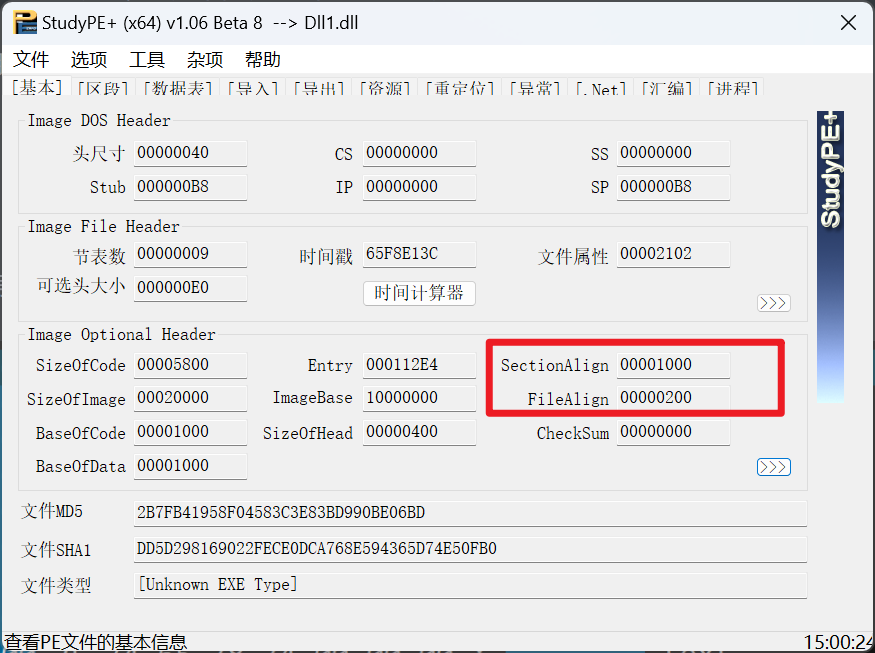 StudyPE+ (x64) v1.06 Beta 8 --> Dll1.dll
文件 选项 工具 杂项 帮助
[基本] [区段] [数据表] [导入] [导出] [资源] [重定位] [异常] [.Net] [汇编] [进程]
Image DOS Header
头尺寸 00000040 CS 00000000 SS 00000000
Stub 000000B8 IP 00000000 SP 000000B8
Image File Header
节表数 00000009 时间戳 65F8E13C 文件属性 00002102
可选头大小 000000E0 时间计算器
>>>
Image Optional Header
SizeOfCode 00005800 Entry 000112E4 SectionAlign 00001000
SizeOfImage 00020000 ImageBase 10000000 FileAlign 00000200
BaseOfCode 00001000 SizeOfHead 00000400 CheckSum 00000000
BaseOfData 00001000 >>>
文件MD5 2B7FB41958F04583C3E83BD990BE06BD
文件SHA1 DD5D298169022FECE0DCA768E594365D74E50FB0
文件类型 [Unknown EXE Type]
StudyPE+
查看PE文件的基本信息 15:00:24